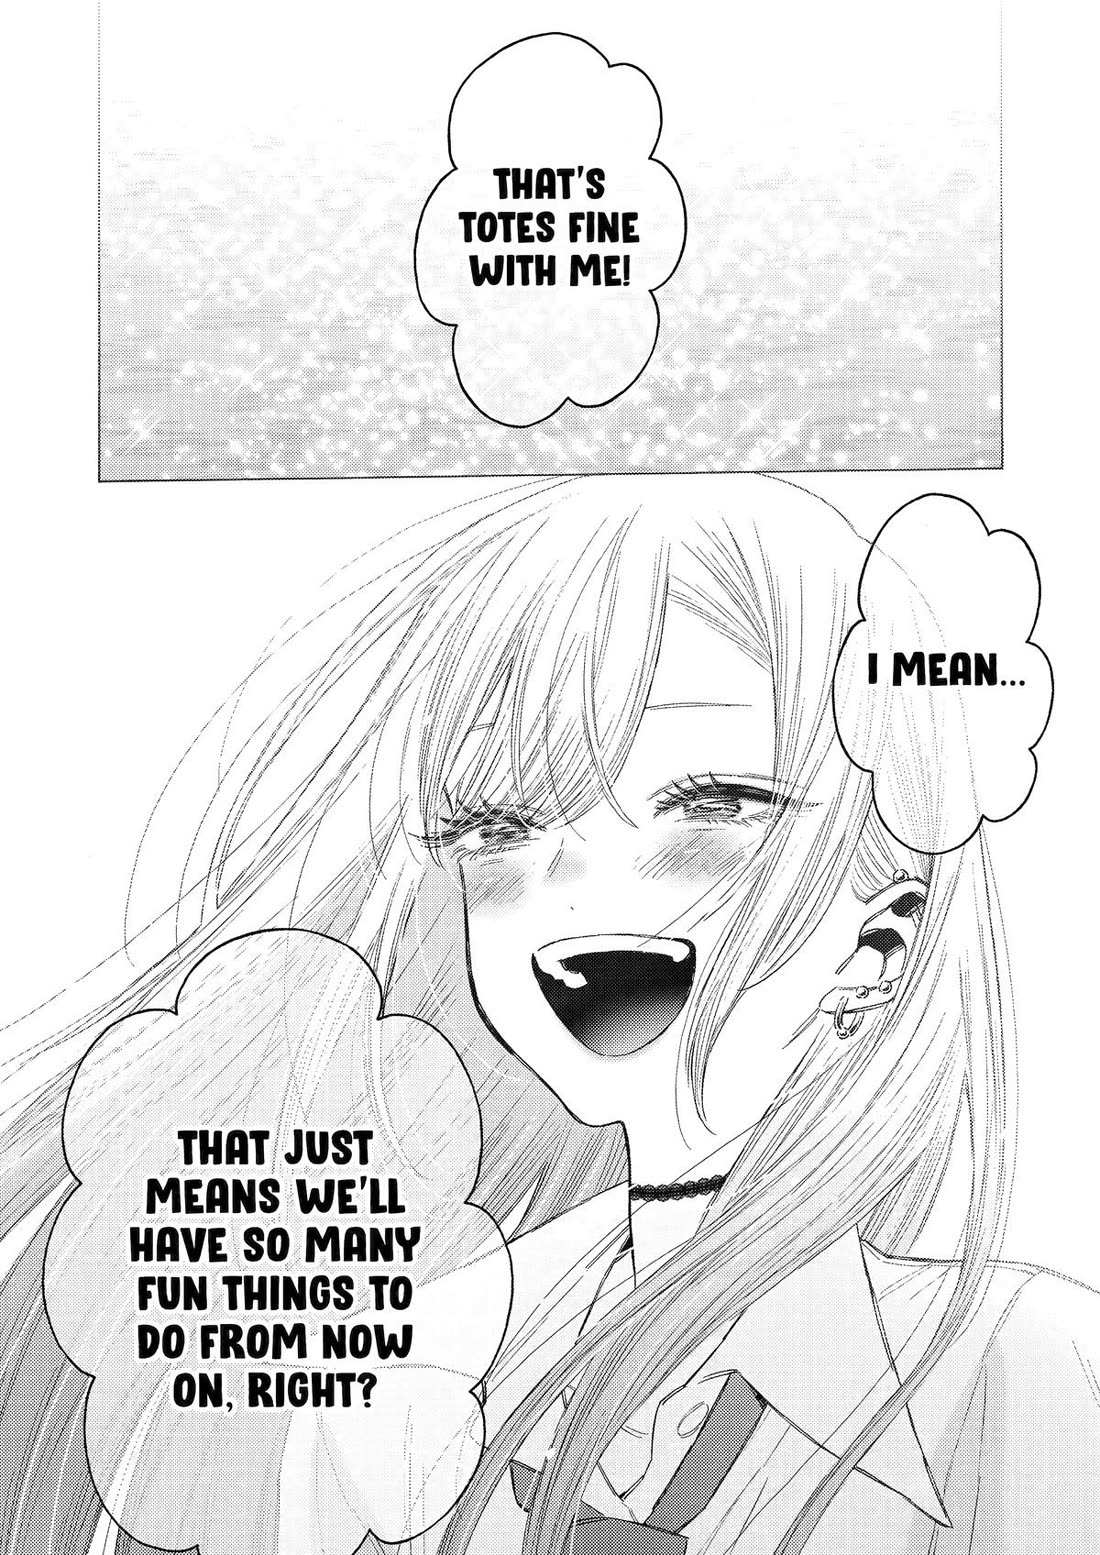 THAT'S
TOTES FINE
WITH ME!
I MEAN...
THAT JUST
MEANS WE'LL
HAVE SO MANY
FUN THINGS TO
DO FROM NOW
ON, RIGHT?